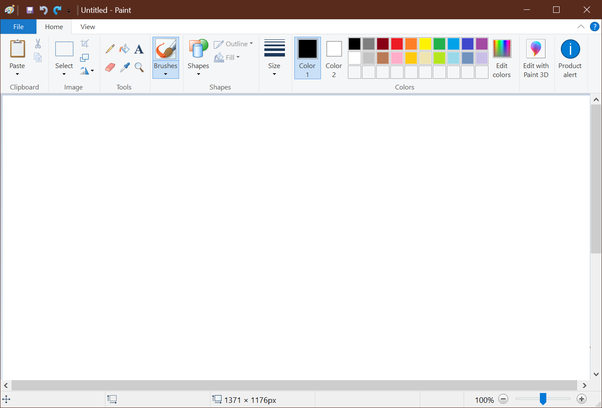 Untitled - Paint
File Home View
Paste Select Brushes Shapes Outline Fill Size Color 1 Color 2 Edit colors Edit with Paint 3D Product alert
Clipboard Image Tools Shapes Colors
1371 × 1176px 100%